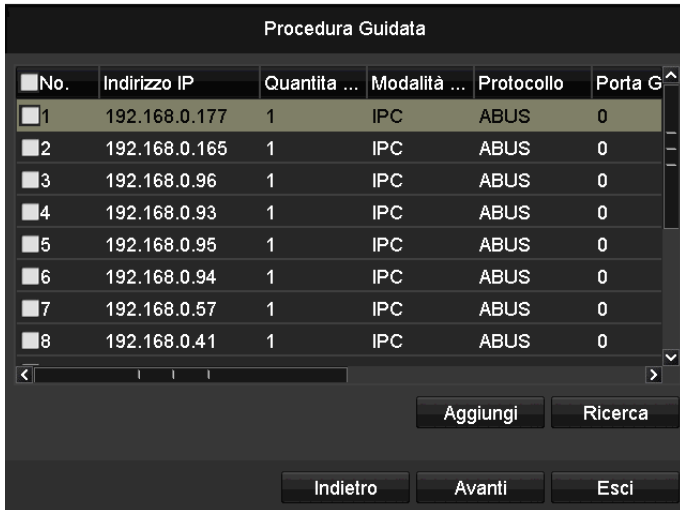 Procedura Guidata
No. Indirizzo IP Quantita ... Modalità ... Protocollo Porta G
1 192.168.0.177 1 IPC ABUS 0
2 192.168.0.165 1 IPC ABUS 0
3 192.168.0.96 1 IPC ABUS 0
4 192.168.0.93 1 IPC ABUS 0
5 192.168.0.95 1 IPC ABUS 0
6 192.168.0.94 1 IPC ABUS 0
7 192.168.0.57 1 IPC ABUS 0
8 192.168.0.41 1 IPC ABUS 0
Aggiungi Ricerca
Indietro Avanti Esci